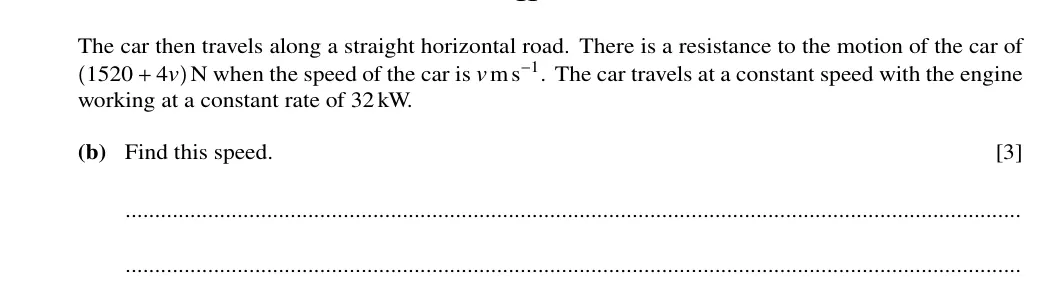 The car then travels along a straight horizontal road. There is a resistance to the motion of the car of
(1520 + 4v) N when the speed of the car is v m s⁻¹. The car travels at a constant speed with the engine
working at a constant rate of 32 kW.
(b) Find this speed. [3]